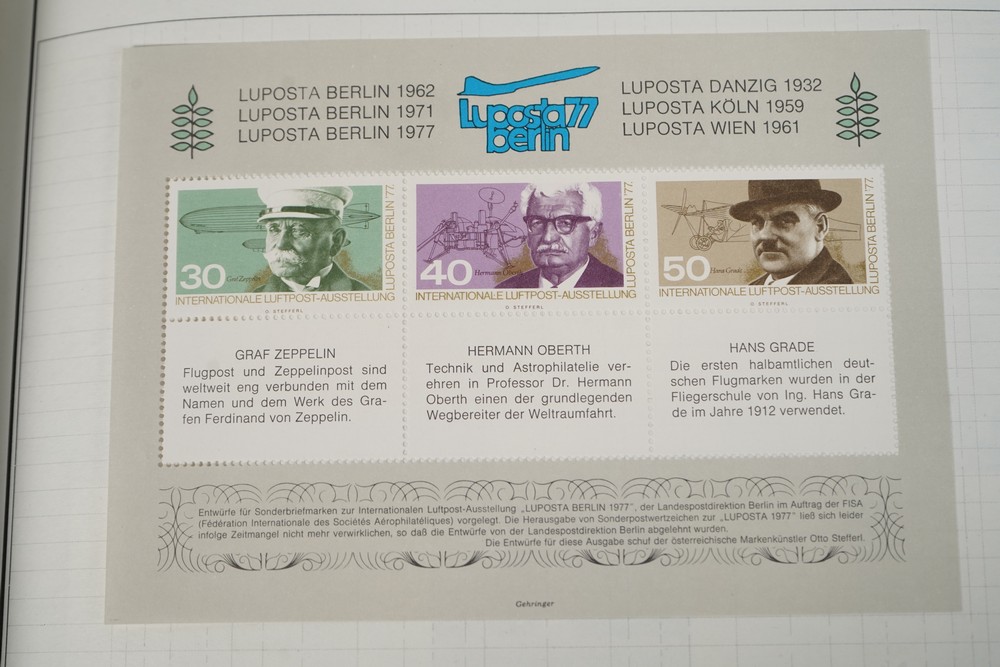 LUPOSTA BERLIN 1962
LUPOSTA BERLIN 1971
LUPOSTA BERLIN 1977
Luposta77
berlin
LUPOSTA DANZIG 1932
LUPOSTA KÖLN 1959
LUPOSTA WIEN 1961
30
Graf Zeppelin
INTERNATIONALE LUFTPOST-AUSSTELLUNG
LUPOSTA BERLIN '77.
O. STEFFERL
40
Hermann Oberth
INTERNATIONALE LUFTPOST-AUSSTELLUNG
LUPOSTA BERLIN '77.
O. STEFFERL
50
Hans Grade
INTERNATIONALE LUFTPOST-AUSSTELLUNG
LUPOSTA BERLIN '77.
O. STEFFERL
GRAF ZEPPELIN
Flugpost und Zeppelinpost sind
weltweit eng verbunden mit dem
Namen und dem Werk des Gra-
fen Ferdinand von Zeppelin.
HERMANN OBERTH
Technik und Astrophilatelie ver-
ehren in Professor Dr. Hermann
Oberth einen der grundlegenden
Wegbereiter der Weltraumfahrt.
HANS GRADE
Die ersten halbamtlichen deut-
schen Flugmarken wurden in der
Fliegerschule von Ing. Hans Gra-
de im Jahre 1912 verwendet.
Entwürfe für Sonderbriefmarken zur Internationalen Luftpost-Ausstellung „LUPOSTA BERLIN 1977", der Landespostdirektion Berlin im Auftrag der FISA
(Fédération Internationale des Sociétés Aérophilatéliques) vorgelegt. Die Herausgabe von Sonderpostwertzeichen zur „LUPOSTA 1977" ließ sich leider
infolge Zeitmangel nicht mehr verwirklichen, so daß die Entwürfe von der Landespostdirektion Berlin abgelehnt wurden.
Die Entwürfe für diese Ausgabe schuf der österreichische Markenkünstler Otto Stefferl.
Gehringer